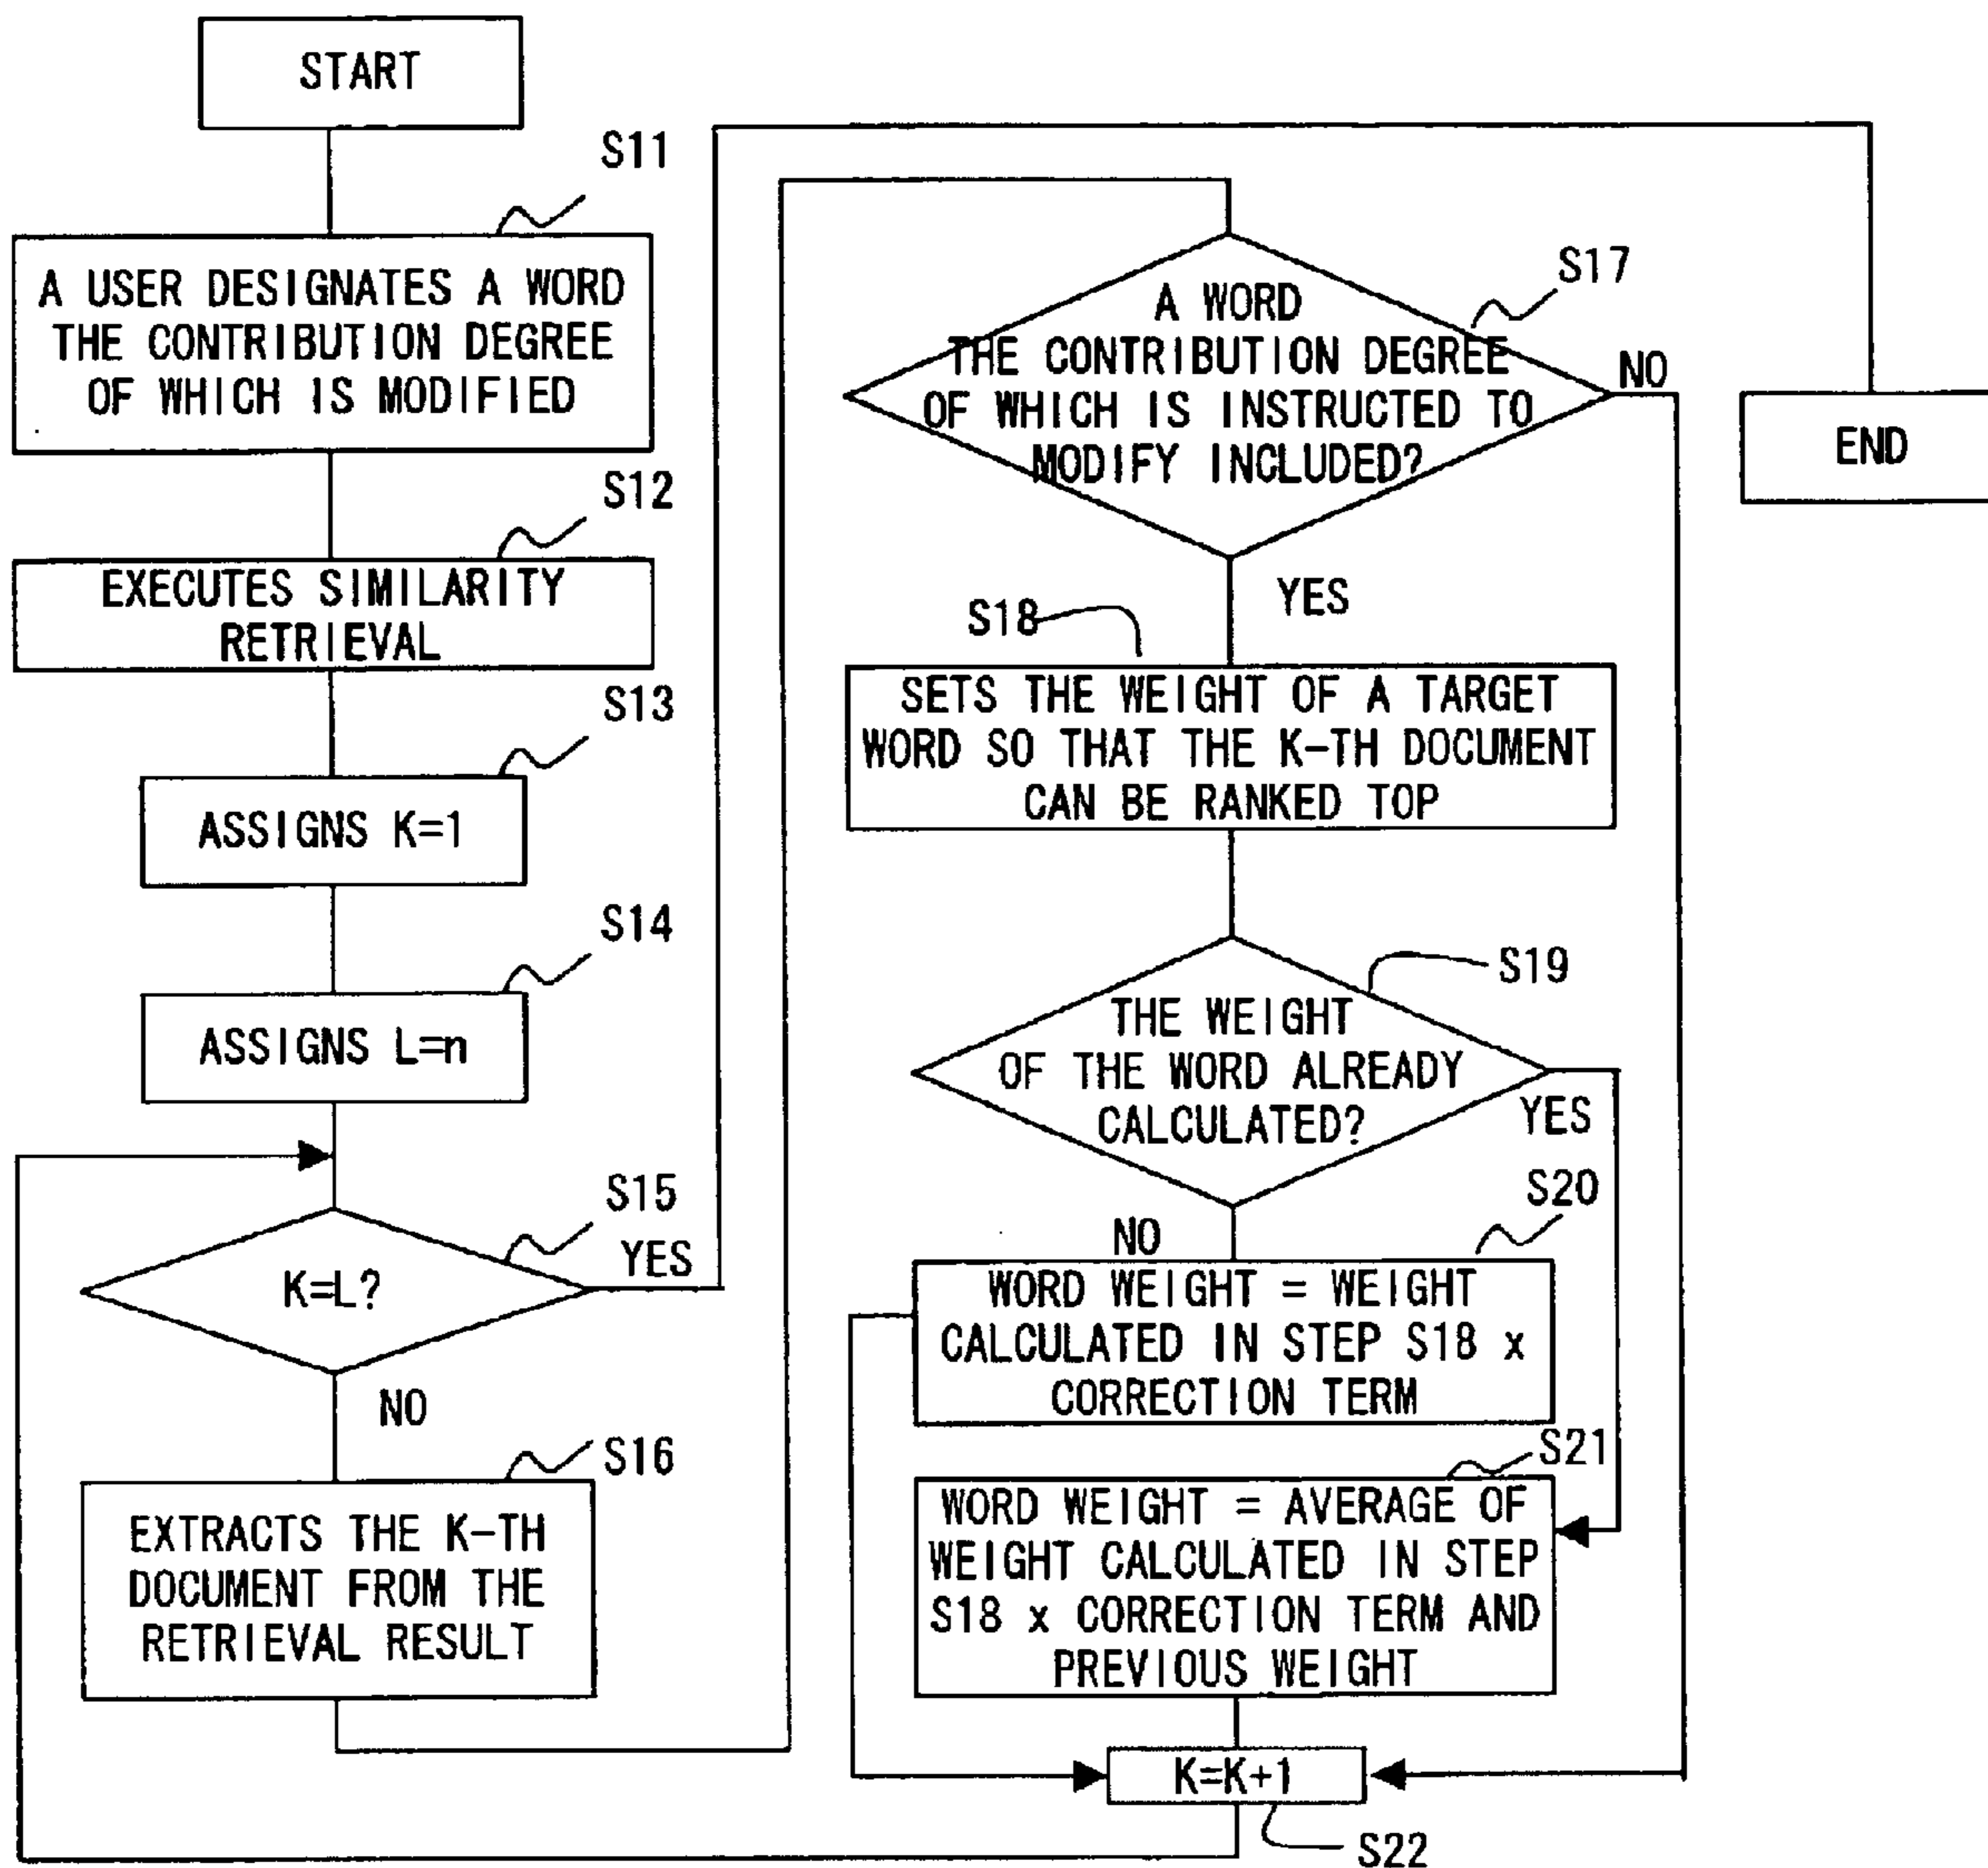 START
S11
A USER DESIGNATES A WORD
THE CONTRIBUTION DEGREE
OF WHICH IS MODIFIED
S12
EXECUTES SIMILARITY
RETRIEVAL
S13
ASSIGNS K=1
S14
ASSIGNS L=n
S15
K=L?
YES
NO
S16
EXTRACTS THE K-TH
DOCUMENT FROM THE
RETRIEVAL RESULT
S17
A WORD
THE CONTRIBUTION DEGREE
OF WHICH IS INSTRUCTED TO
MODIFY INCLUDED?
NO
YES
END
S18
SETS THE WEIGHT OF A TARGET
WORD SO THAT THE K-TH DOCUMENT
CAN BE RANKED TOP
S19
THE WEIGHT
OF THE WORD ALREADY
CALCULATED?
YES
NO
S20
WORD WEIGHT = WEIGHT
CALCULATED IN STEP S18 x
CORRECTION TERM
S21
WORD WEIGHT = AVERAGE OF
WEIGHT CALCULATED IN STEP
S18 x CORRECTION TERM AND
PREVIOUS WEIGHT
K=K+1
S22